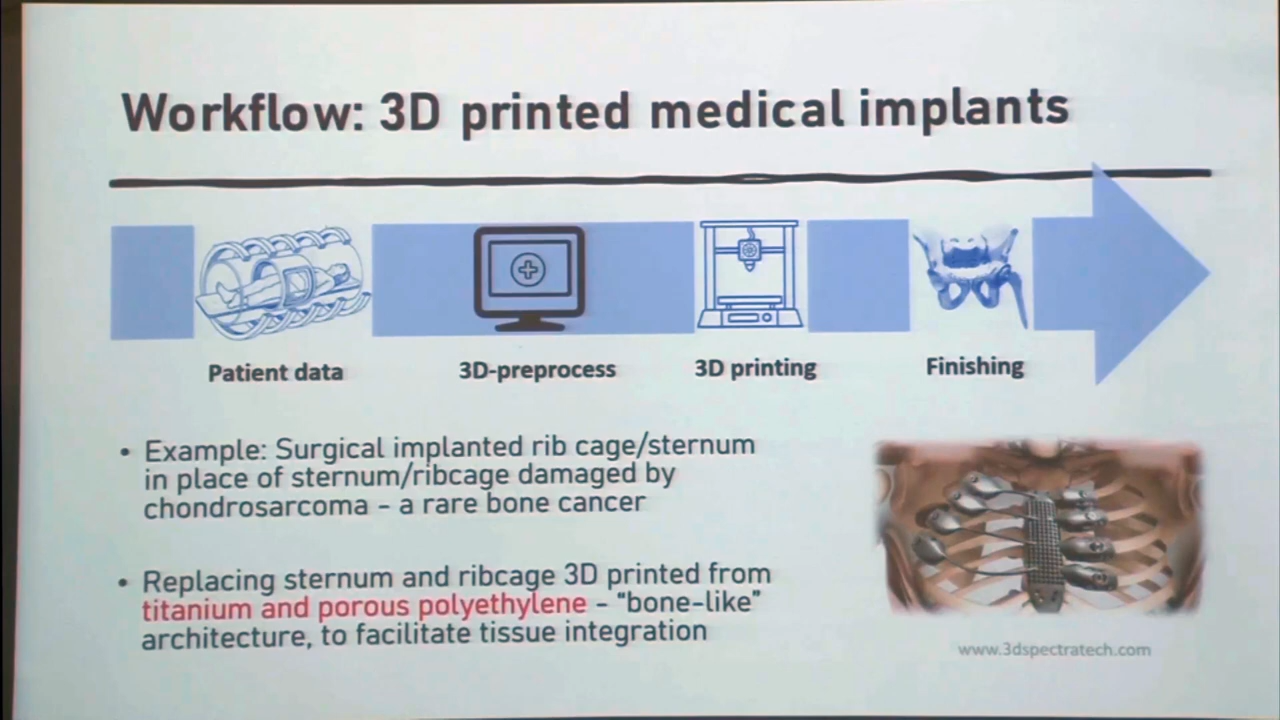 Workflow: 3D printed medical implants
Patient data
3D-preprocess
3D printing
Finishing
• Example: Surgical implanted rib cage/sternum
in place of sternum/ribcage damaged by
chondrosarcoma – a rare bone cancer
• Replacing sternum and ribcage 3D printed from
titanium and porous polyethylene – “bone-like”
architecture, to facilitate tissue integration
www.3dspectratech.com